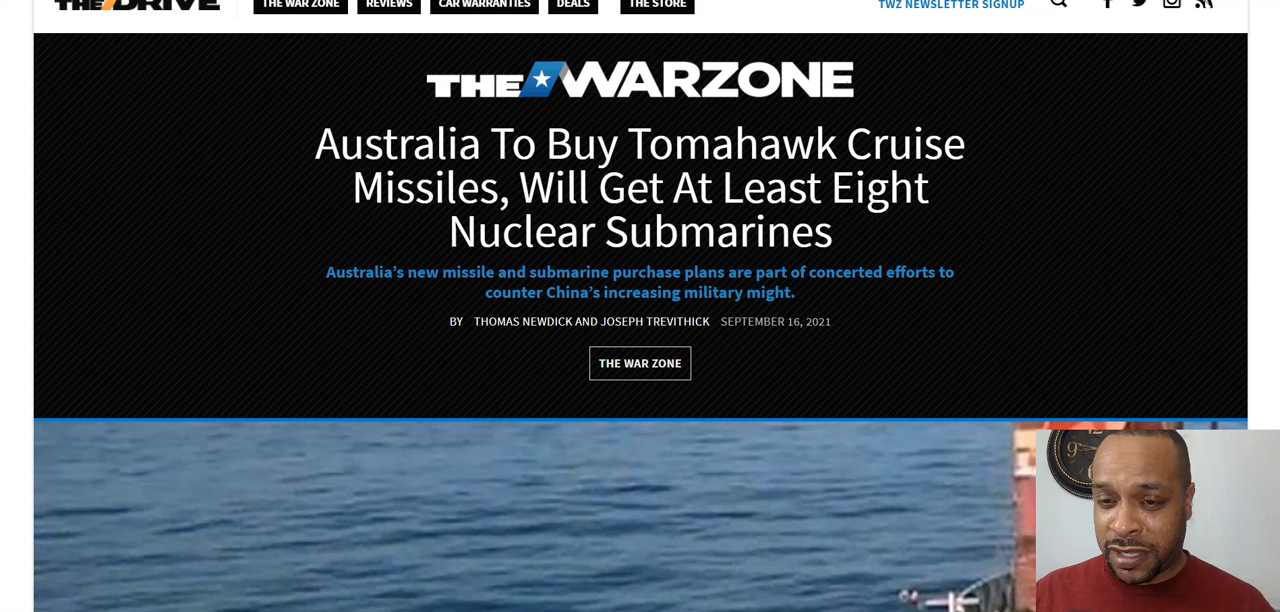 THE DRIVE
THE WAR ZONE REVIEWS CAR WARRANTIES DEALS THE STORE TWZ NEWSLETTER SIGNUP
THE WARZONE
Australia To Buy Tomahawk Cruise
Missiles, Will Get At Least Eight
Nuclear Submarines
Australia’s new missile and submarine purchase plans are part of concerted efforts to
counter China’s increasing military might.
BY THOMAS NEWDICK AND JOSEPH TREVITHICK SEPTEMBER 16, 2021
THE WAR ZONE